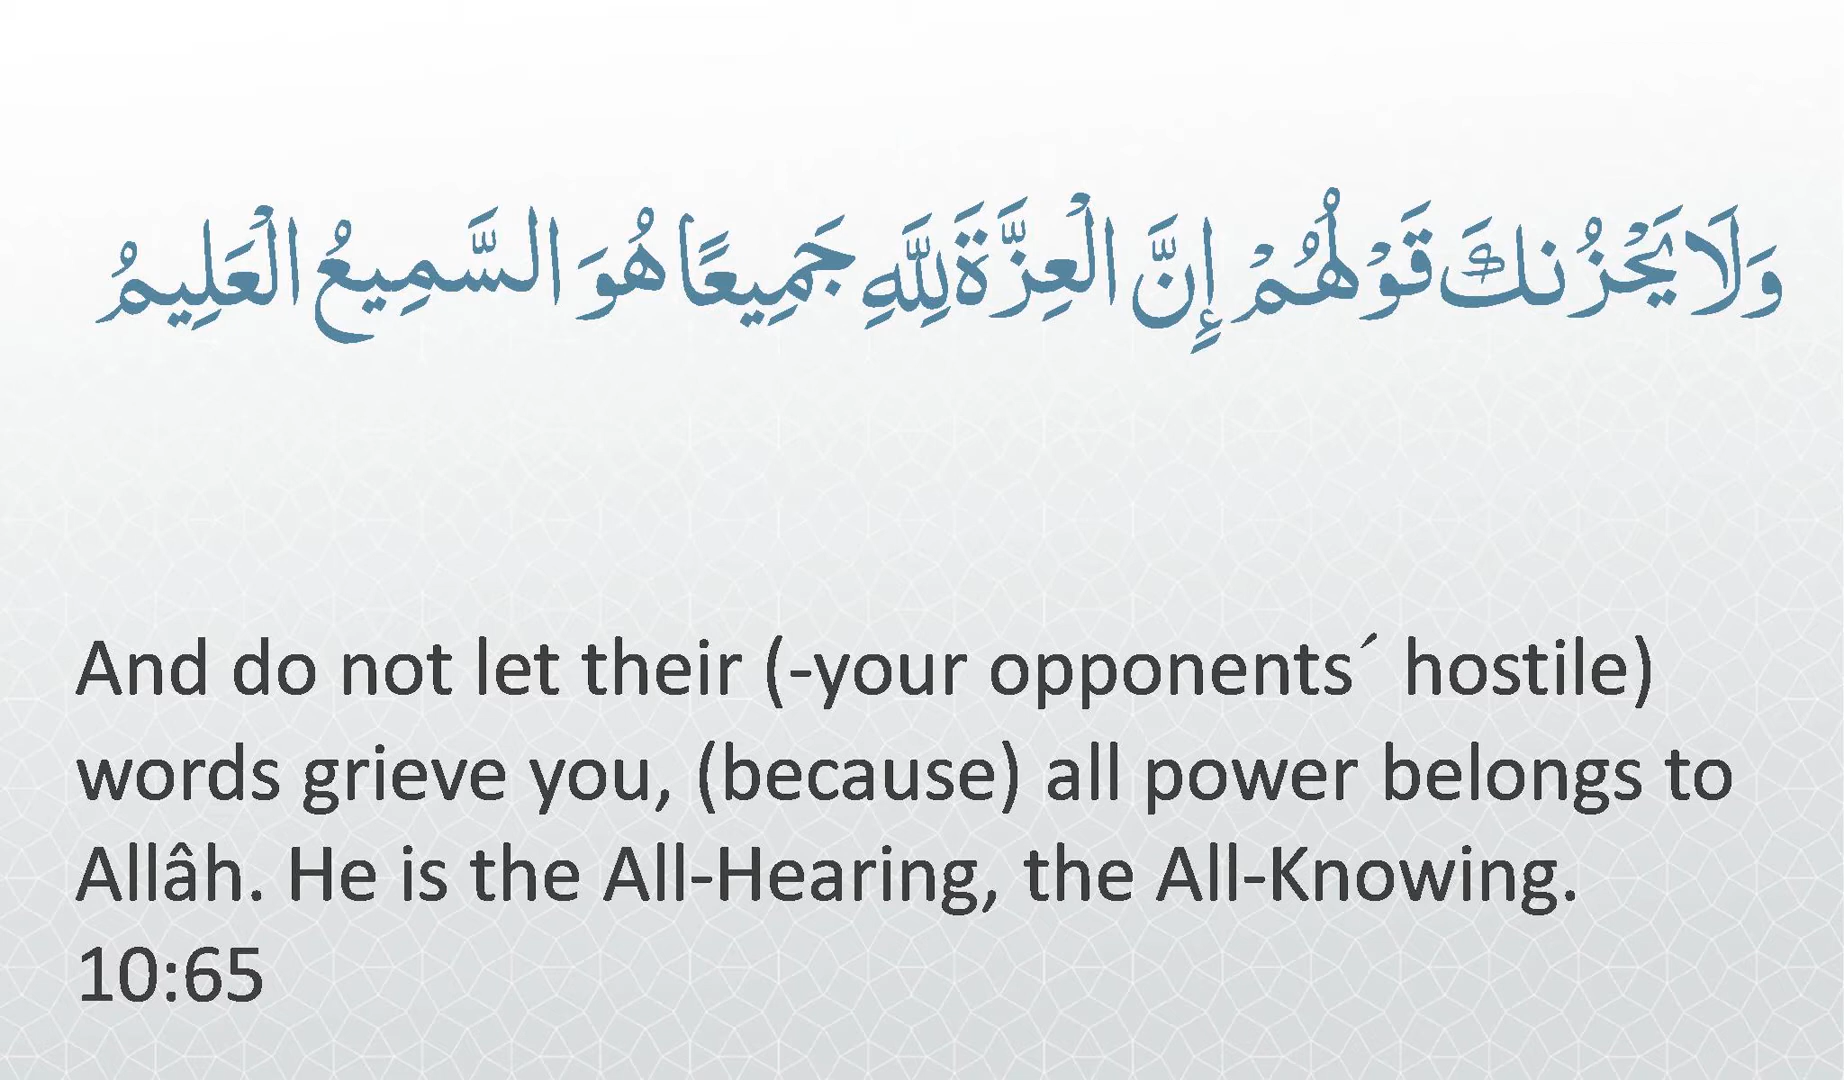 وَلَا يَحْزُنكَ قَوْلُهُمْ إِنَّ الْعِزَّةَ لِلَّهِ جَمِيعًا هُوَ السَّمِيعُ الْعَلِيمُ
And do not let their (-your opponents´ hostile)
words grieve you, (because) all power belongs to
Allâh. He is the All-Hearing, the All-Knowing.
10:65